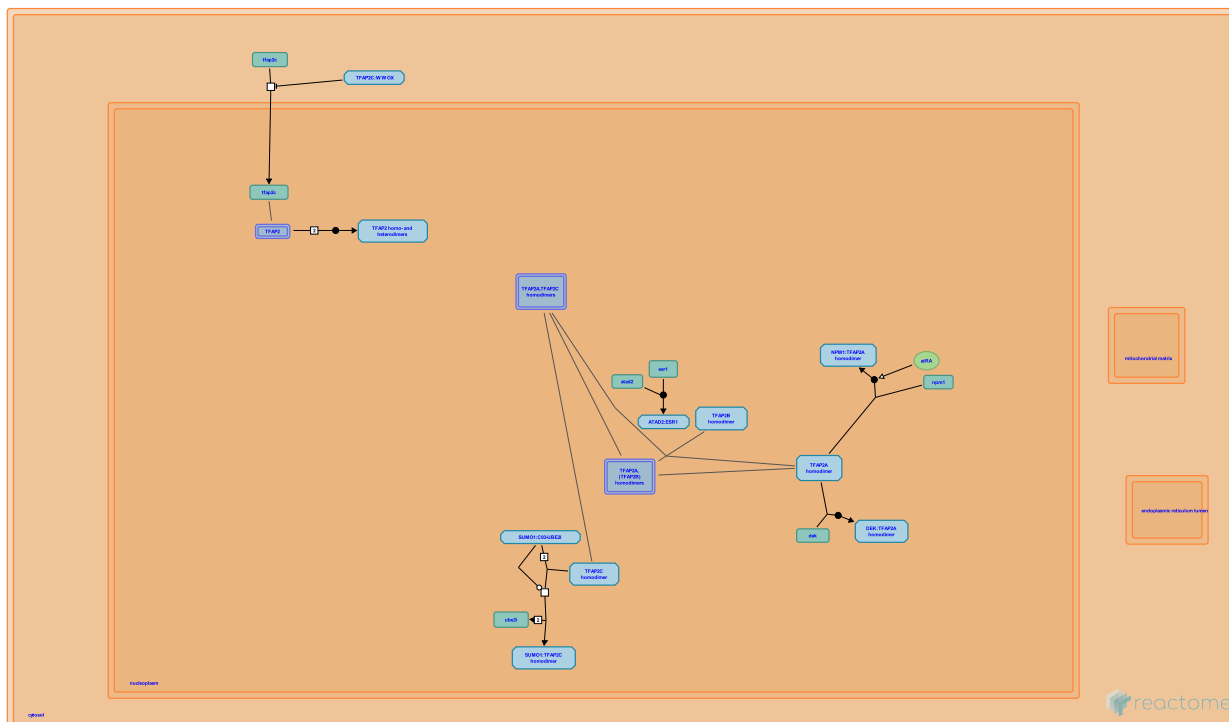 tfap2c
TFAP2C:WWOX
tfap2c
TFAP2
2
TFAP2 homo- and
heterodimers
TFAP2A,TFAP2C
homodimers
esr1
atad2
ATAD2:ESR1
TFAP2B
homodimer
NPM1:TFAP2A
homodimer
atRA
npm1
mitochondrial matrix
TFAP2A,
(TFAP2B)
homodimers
TFAP2A
homodimer
dek
DEK:TFAP2A
homodimer
endoplasmic reticulum lumen
SUMO1:C93-UBE2I
2
TFAP2C
homodimer
ube2i
2
SUMO1:TFAP2C
homodimer
nucleoplasm
cytosol
reactome